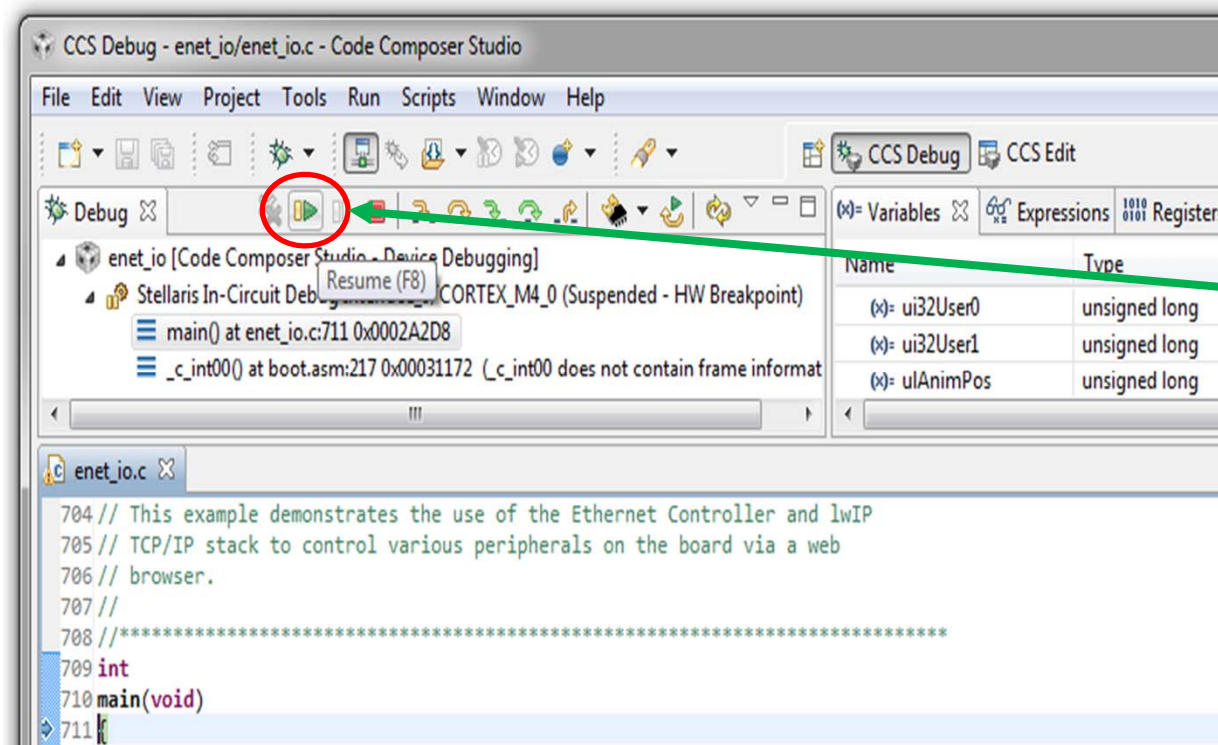 CCS Debug - enet_io/enet_io.c - Code Composer Studio
File Edit View Project Tools Run Scripts Window Help
CCS Debug CCS Edit
Debug
(x)= Variables Expressions 1010 0101 Register
enet_io [Code Composer Studio - Device Debugging]
Resume (F8)
Stellaris In-Circuit CORTEX_M4_0 (Suspended - HW Breakpoint)
main() at enet_io.c:711 0x0002A2D8
_c_int00() at boot.asm:217 0x00031172 (_c_int00 does not contain frame informat
Name Type
(x)= ui32User0 unsigned long
(x)= ui32User1 unsigned long
(x)= ulAnimPos unsigned long
enet_io.c
704 // This example demonstrates the use of the Ethernet Controller and lwIP
705 // TCP/IP stack to control various peripherals on the board via a web
706 // browser.
707 //
708 //*****************************************************************************
709 int
710 main(void)
711 {